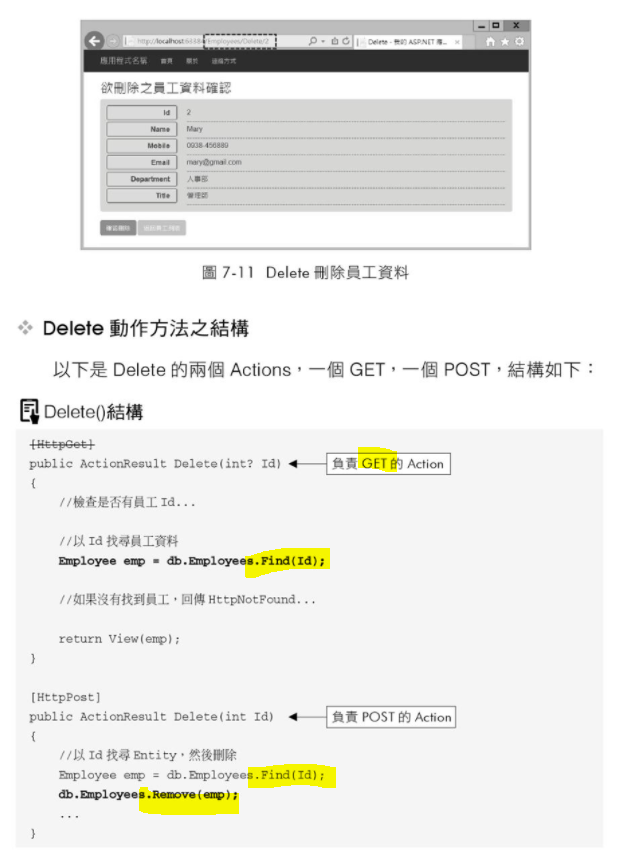 http://localhost:63384/Employees/Delete/2
Delete - 我的 ASP.NET 應...
應用程式名稱 首頁 關於 連絡方式
欲刪除之員工資料確認
Id 2
Name Mary
Mobile 0938-456889
Email mary@gmail.com
Department 人事部
Title 管理師
確認刪除
圖 7-11 Delete 刪除員工資料
Delete 動作方法之結構
以下是 Delete 的兩個 Actions,一個 GET,一個 POST,結構如下:
Delete()結構
[HttpGet]
public ActionResult Delete(int? Id) 負責 GET 的 Action
{
//檢查是否有員工 Id...
//以 Id 找尋員工資料
Employee emp = db.Employees.Find(Id);
//如果沒有找到員工,回傳 HttpNotFound...
return View(emp);
}
[HttpPost]
public ActionResult Delete(int Id) 負責 POST 的 Action
{
//以 Id 找尋 Entity,然後刪除
Employee emp = db.Employees.Find(Id);
db.Employees.Remove(emp);
...
}